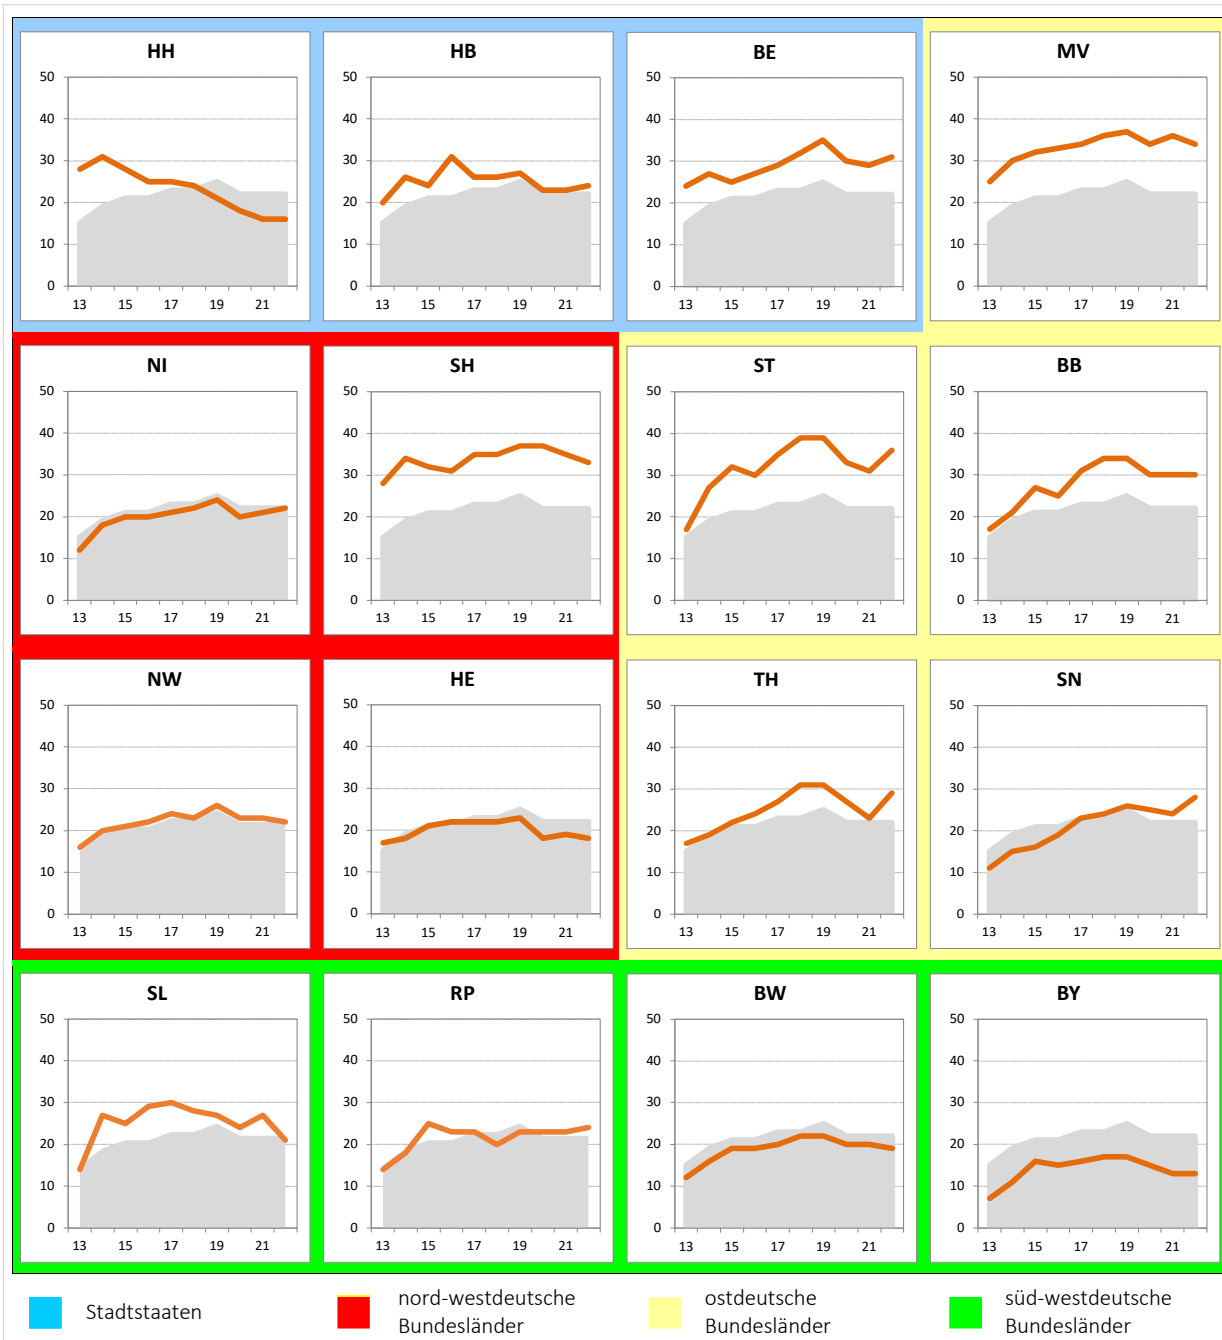 HH HB BE MV
50 50 50 50
40 40 40 40
30 30 30 30
20 20 20 20
10 10 10 10
0 0 0 0
13 15 17 19 21 13 15 17 19 21 13 15 17 19 21 13 15 17 19 21
NI SH ST BB
50 50 50 50
40 40 40 40
30 30 30 30
20 20 20 20
10 10 10 10
0 0 0 0
13 15 17 19 21 13 15 17 19 21 13 15 17 19 21 13 15 17 19 21
NW HE TH SN
50 50 50 50
40 40 40 40
30 30 30 30
20 20 20 20
10 10 10 10
0 0 0 0
13 15 17 19 21 13 15 17 19 21 13 15 17 19 21 13 15 17 19 21
SL RP BW BY
50 50 50 50
40 40 40 40
30 30 30 30
20 20 20 20
10 10 10 10
0 0 0 0
13 15 17 19 21 13 15 17 19 21 13 15 17 19 21 13 15 17 19 21
Stadtstaaten
nord-westdeutsche
Bundesländer
ostdeutsche
Bundesländer
süd-westdeutsche
Bundesländer